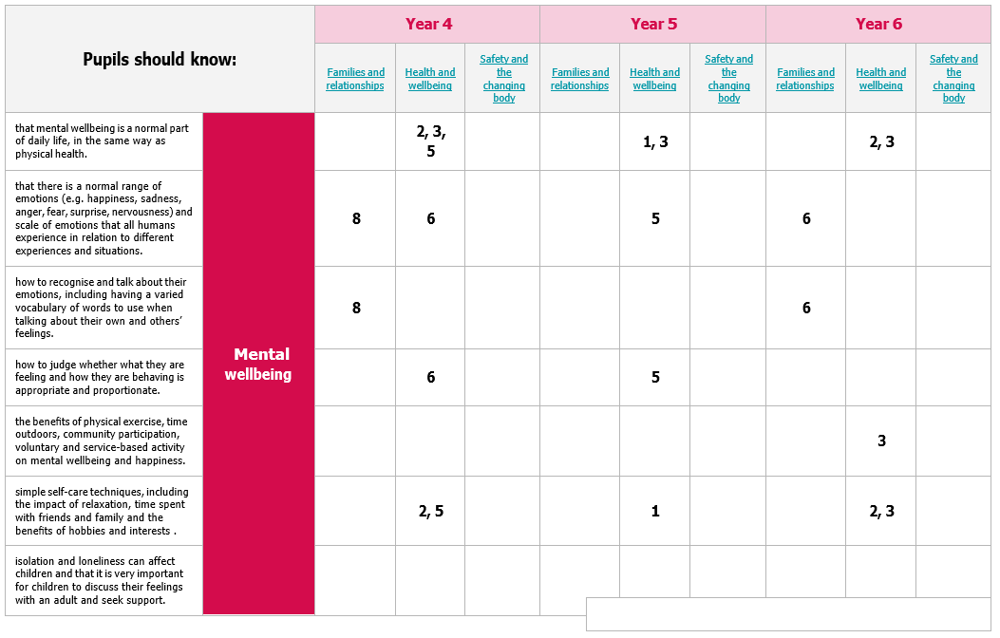 Pupils should know:
Year 4
Year 5
Year 6
Families and
relationships
Health and
wellbeing
Safety and
the
changing
body
Families and
relationships
Health and
wellbeing
Safety and
the
changing
body
Families and
relationships
Health and
wellbeing
Safety and
the
changing
body
that mental wellbeing is a normal part
of daily life, in the same way as
physical health.
2, 3,
5
1, 3
2, 3
that there is a normal range of
emotions (e.g. happiness, sadness,
anger, fear, surprise, nervousness) and
scale of emotions that all humans
experience in relation to different
experiences and situations.
8
6
5
6
how to recognise and talk about their
emotions, including having a varied
vocabulary of words to use when
talking about their own and others’
feelings.
8
6
Mental
wellbeing
how to judge whether what they are
feeling and how they are behaving is
appropriate and proportionate.
6
5
the benefits of physical exercise, time
outdoors, community participation,
voluntary and service-based activity
on mental wellbeing and happiness.
3
simple self-care techniques, including
the impact of relaxation, time spent
with friends and family and the
benefits of hobbies and interests .
2, 5
1
2, 3
isolation and loneliness can affect
children and that it is very important
for children to discuss their feelings
with an adult and seek support.